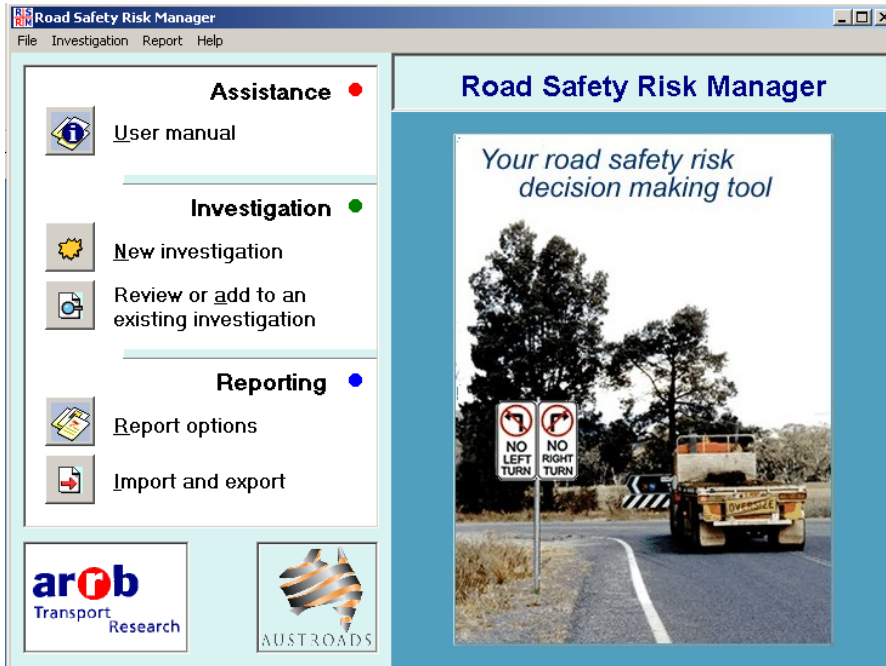 Road Safety Risk Manager
File Investigation Report Help
Assistance
User manual
Investigation
New investigation
Review or add to an
existing investigation
Reporting
Report options
Import and export
arrb
Transport
Research
AUSTROADS
Road Safety Risk Manager
Your road safety risk
decision making tool
NO
LEFT
TURN
NO
RIGHT
TURN
OVERSIZE